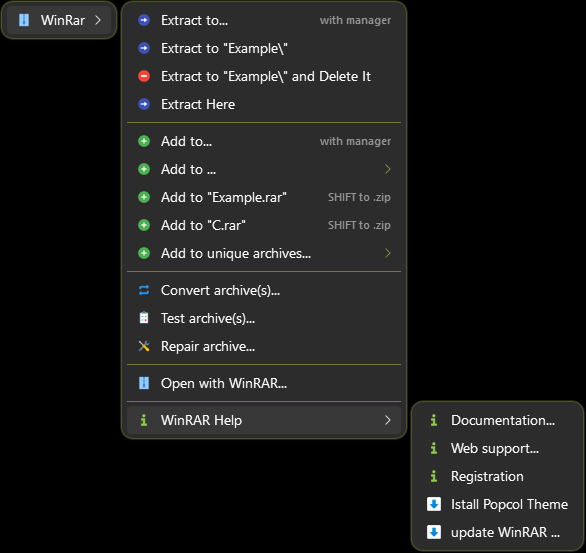 WinRar
Extract to... with manager
Extract to "Example\"
Extract to "Example\" and Delete It
Extract Here
Add to... with manager
Add to ...
Add to "Example.rar" SHIFT to .zip
Add to "C.rar" SHIFT to .zip
Add to unique archives...
Convert archive(s)...
Test archive(s)...
Repair archive...
Open with WinRAR...
WinRAR Help
Documentation...
Web support...
Registration
Istall Popcol Theme
update WinRAR ...